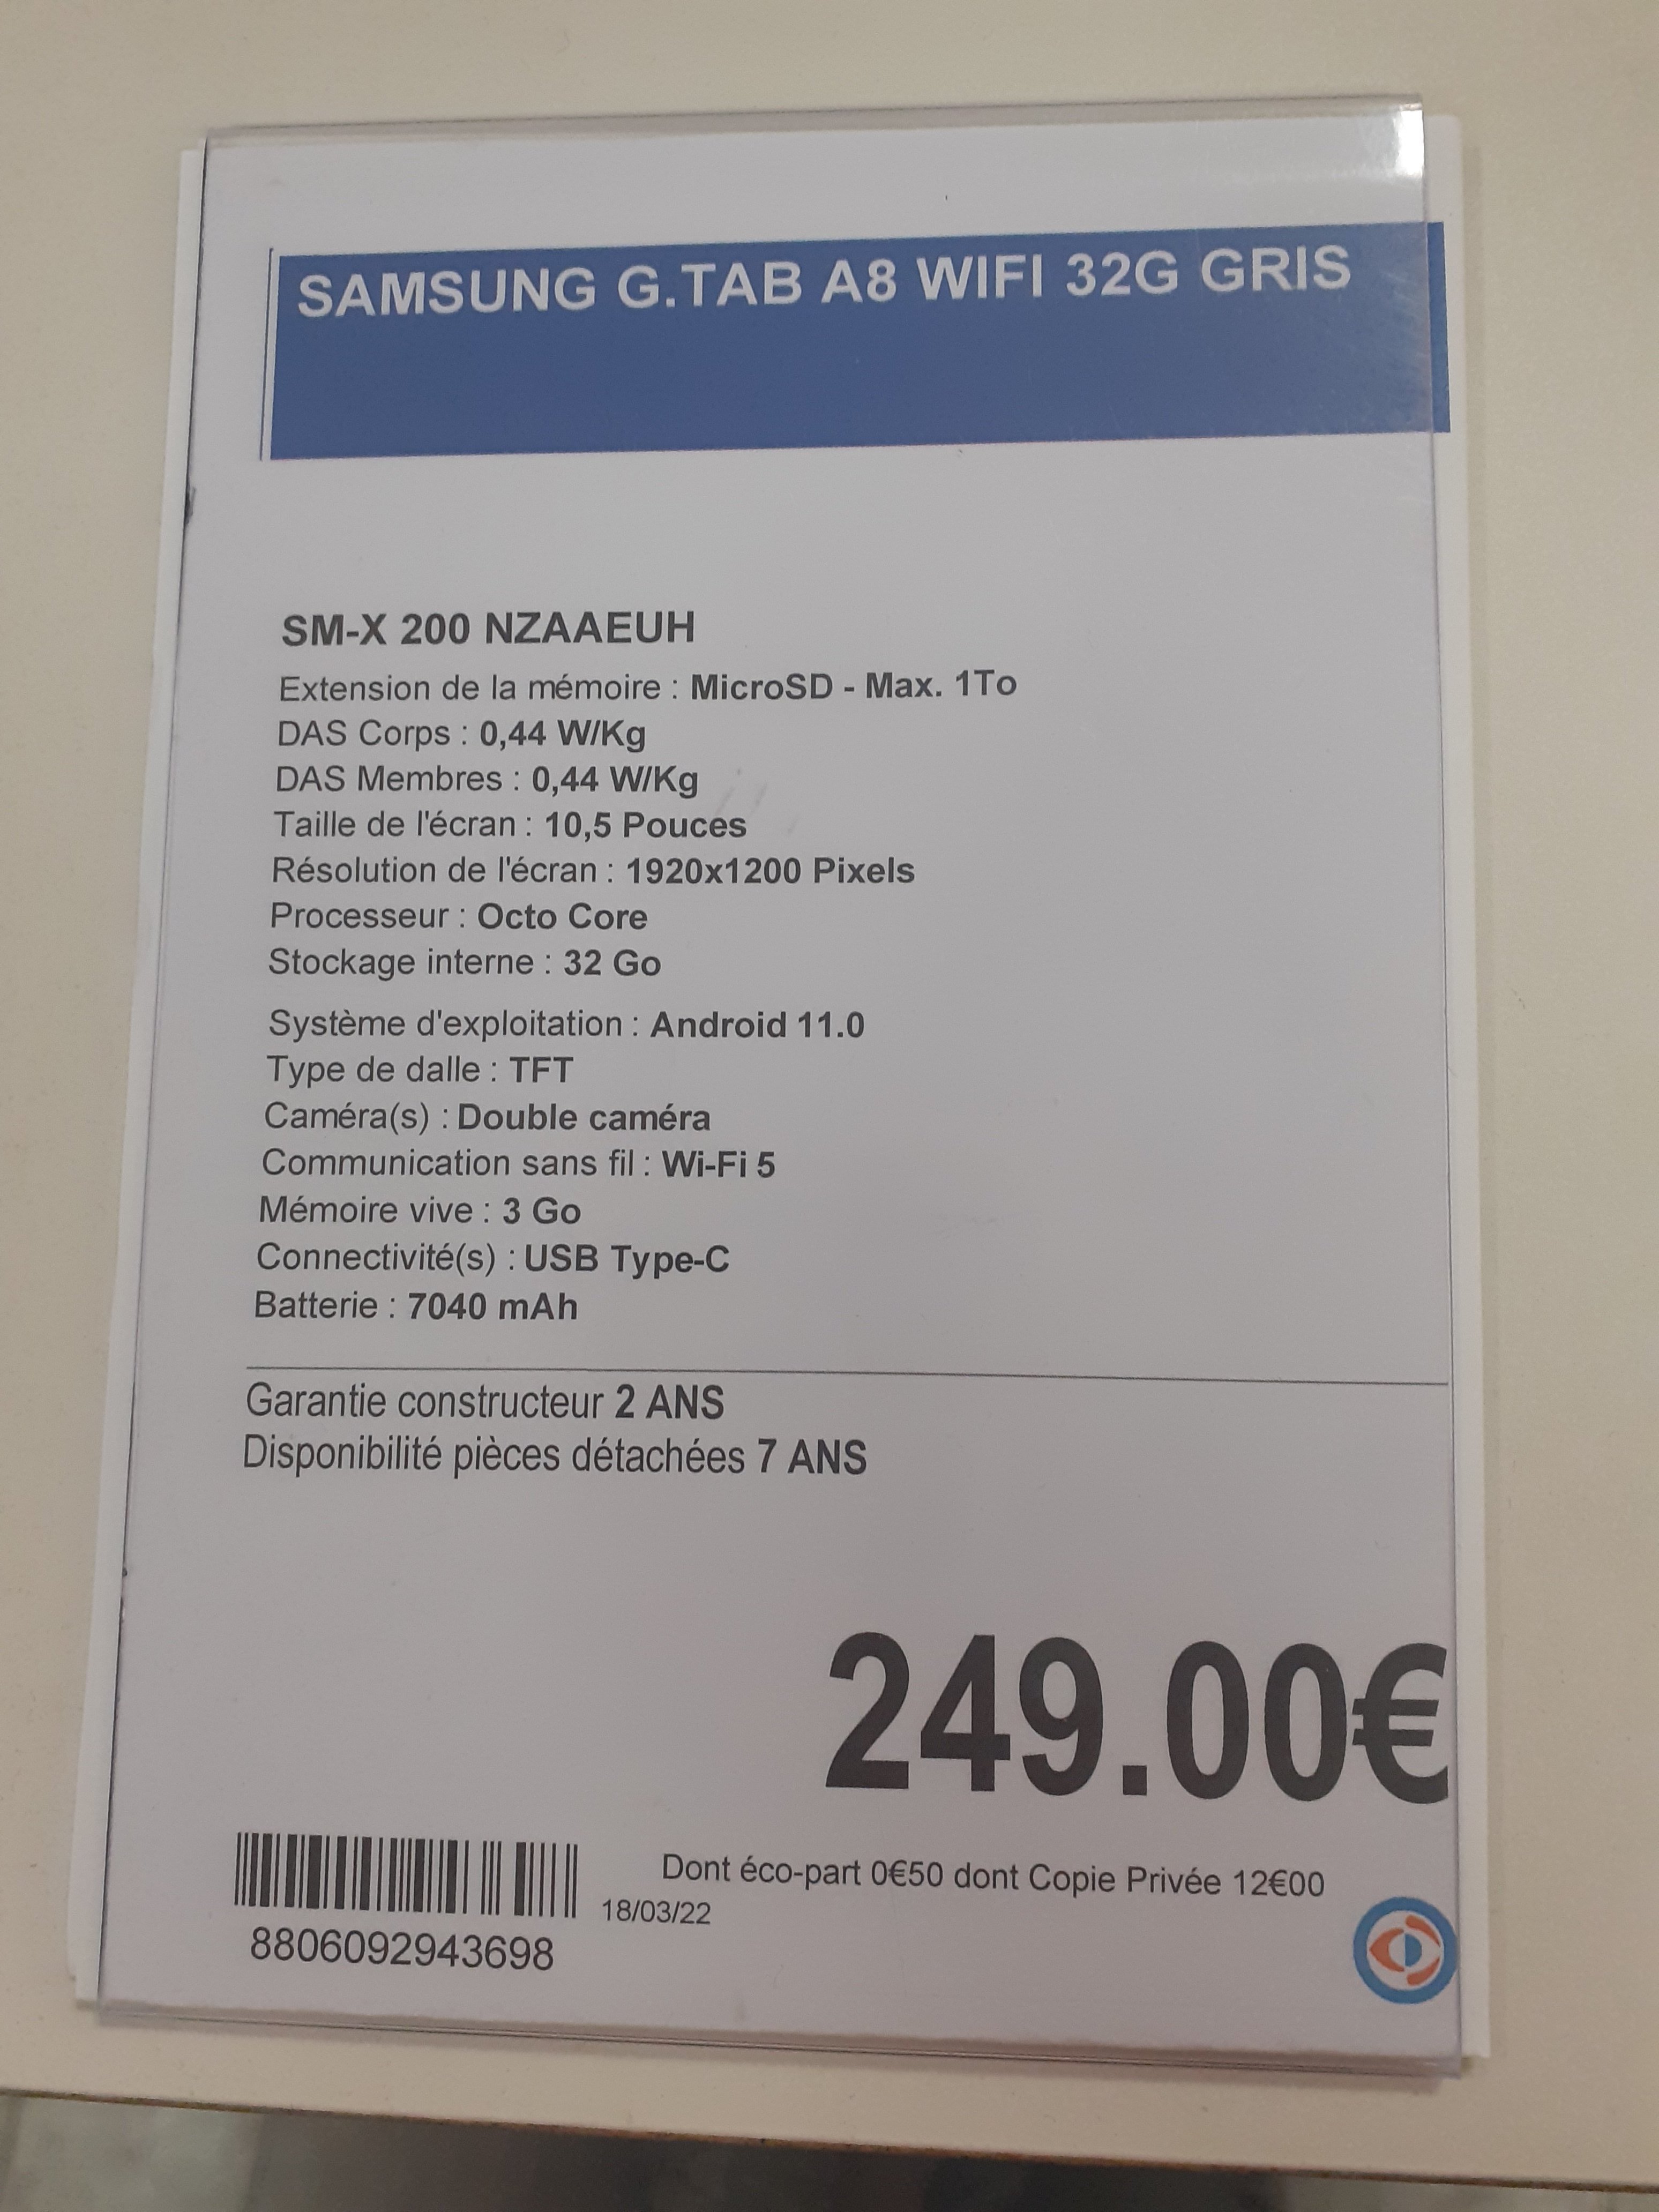 SAMSUNG G.TAB A8 WIFI 32G GRIS
SM-X 200 NZAAEUH
Extension de la mémoire : MicroSD - Max. 1To
DAS Corps : 0,44 W/Kg
DAS Membres : 0,44 W/Kg
Taille de l'écran : 10,5 Pouces
Résolution de l'écran : 1920x1200 Pixels
Processeur : Octo Core
Stockage interne : 32 Go
Système d'exploitation : Android 11.0
Type de dalle : TFT
Caméra(s) : Double caméra
Communication sans fil : Wi-Fi 5
Mémoire vive : 3 Go
Connectivité(s) : USB Type-C
Batterie : 7040 mAh
Garantie constructeur 2 ANS
Disponibilité pièces détachées 7 ANS
249.00€
Dont éco-part 0€50 dont Copie Privée 12€00
18/03/22
8806092943698